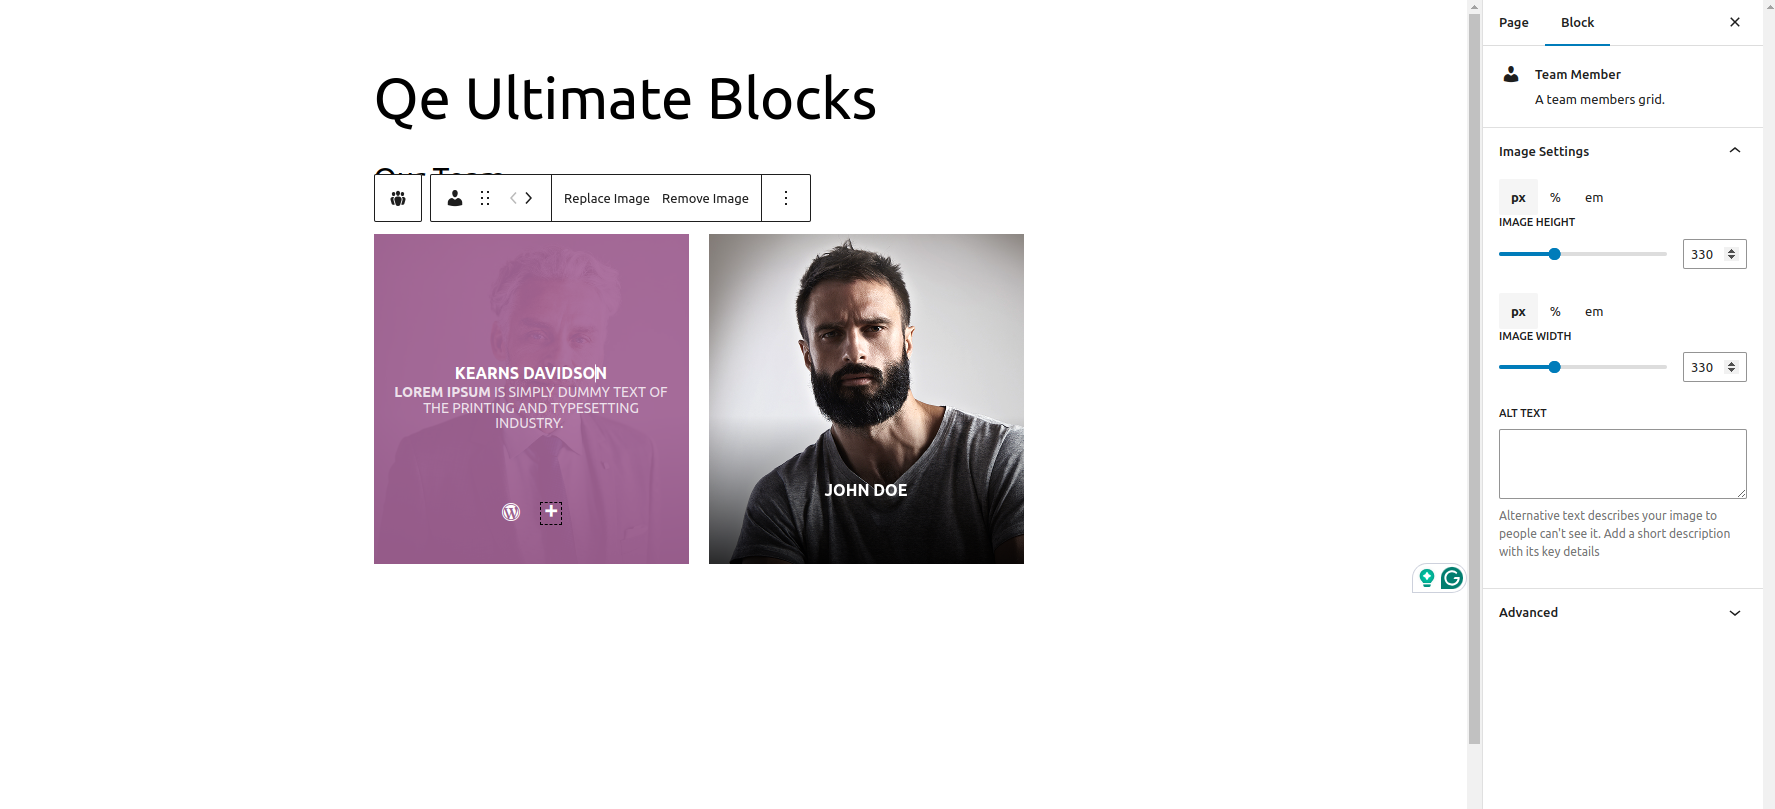 Qe Ultimate Blocks
Our Team
Replace Image Remove Image
KEARNS DAVIDSON
LOREM IPSUM IS SIMPLY DUMMY TEXT OF
THE PRINTING AND TYPESETTING
INDUSTRY.
JOHN DOE
Page Block
Team Member
A team members grid.
Image Settings
px % em
IMAGE HEIGHT
330
px % em
IMAGE WIDTH
330
ALT TEXT
Alternative text describes your image to
people can't see it. Add a short description
with its key details
Advanced